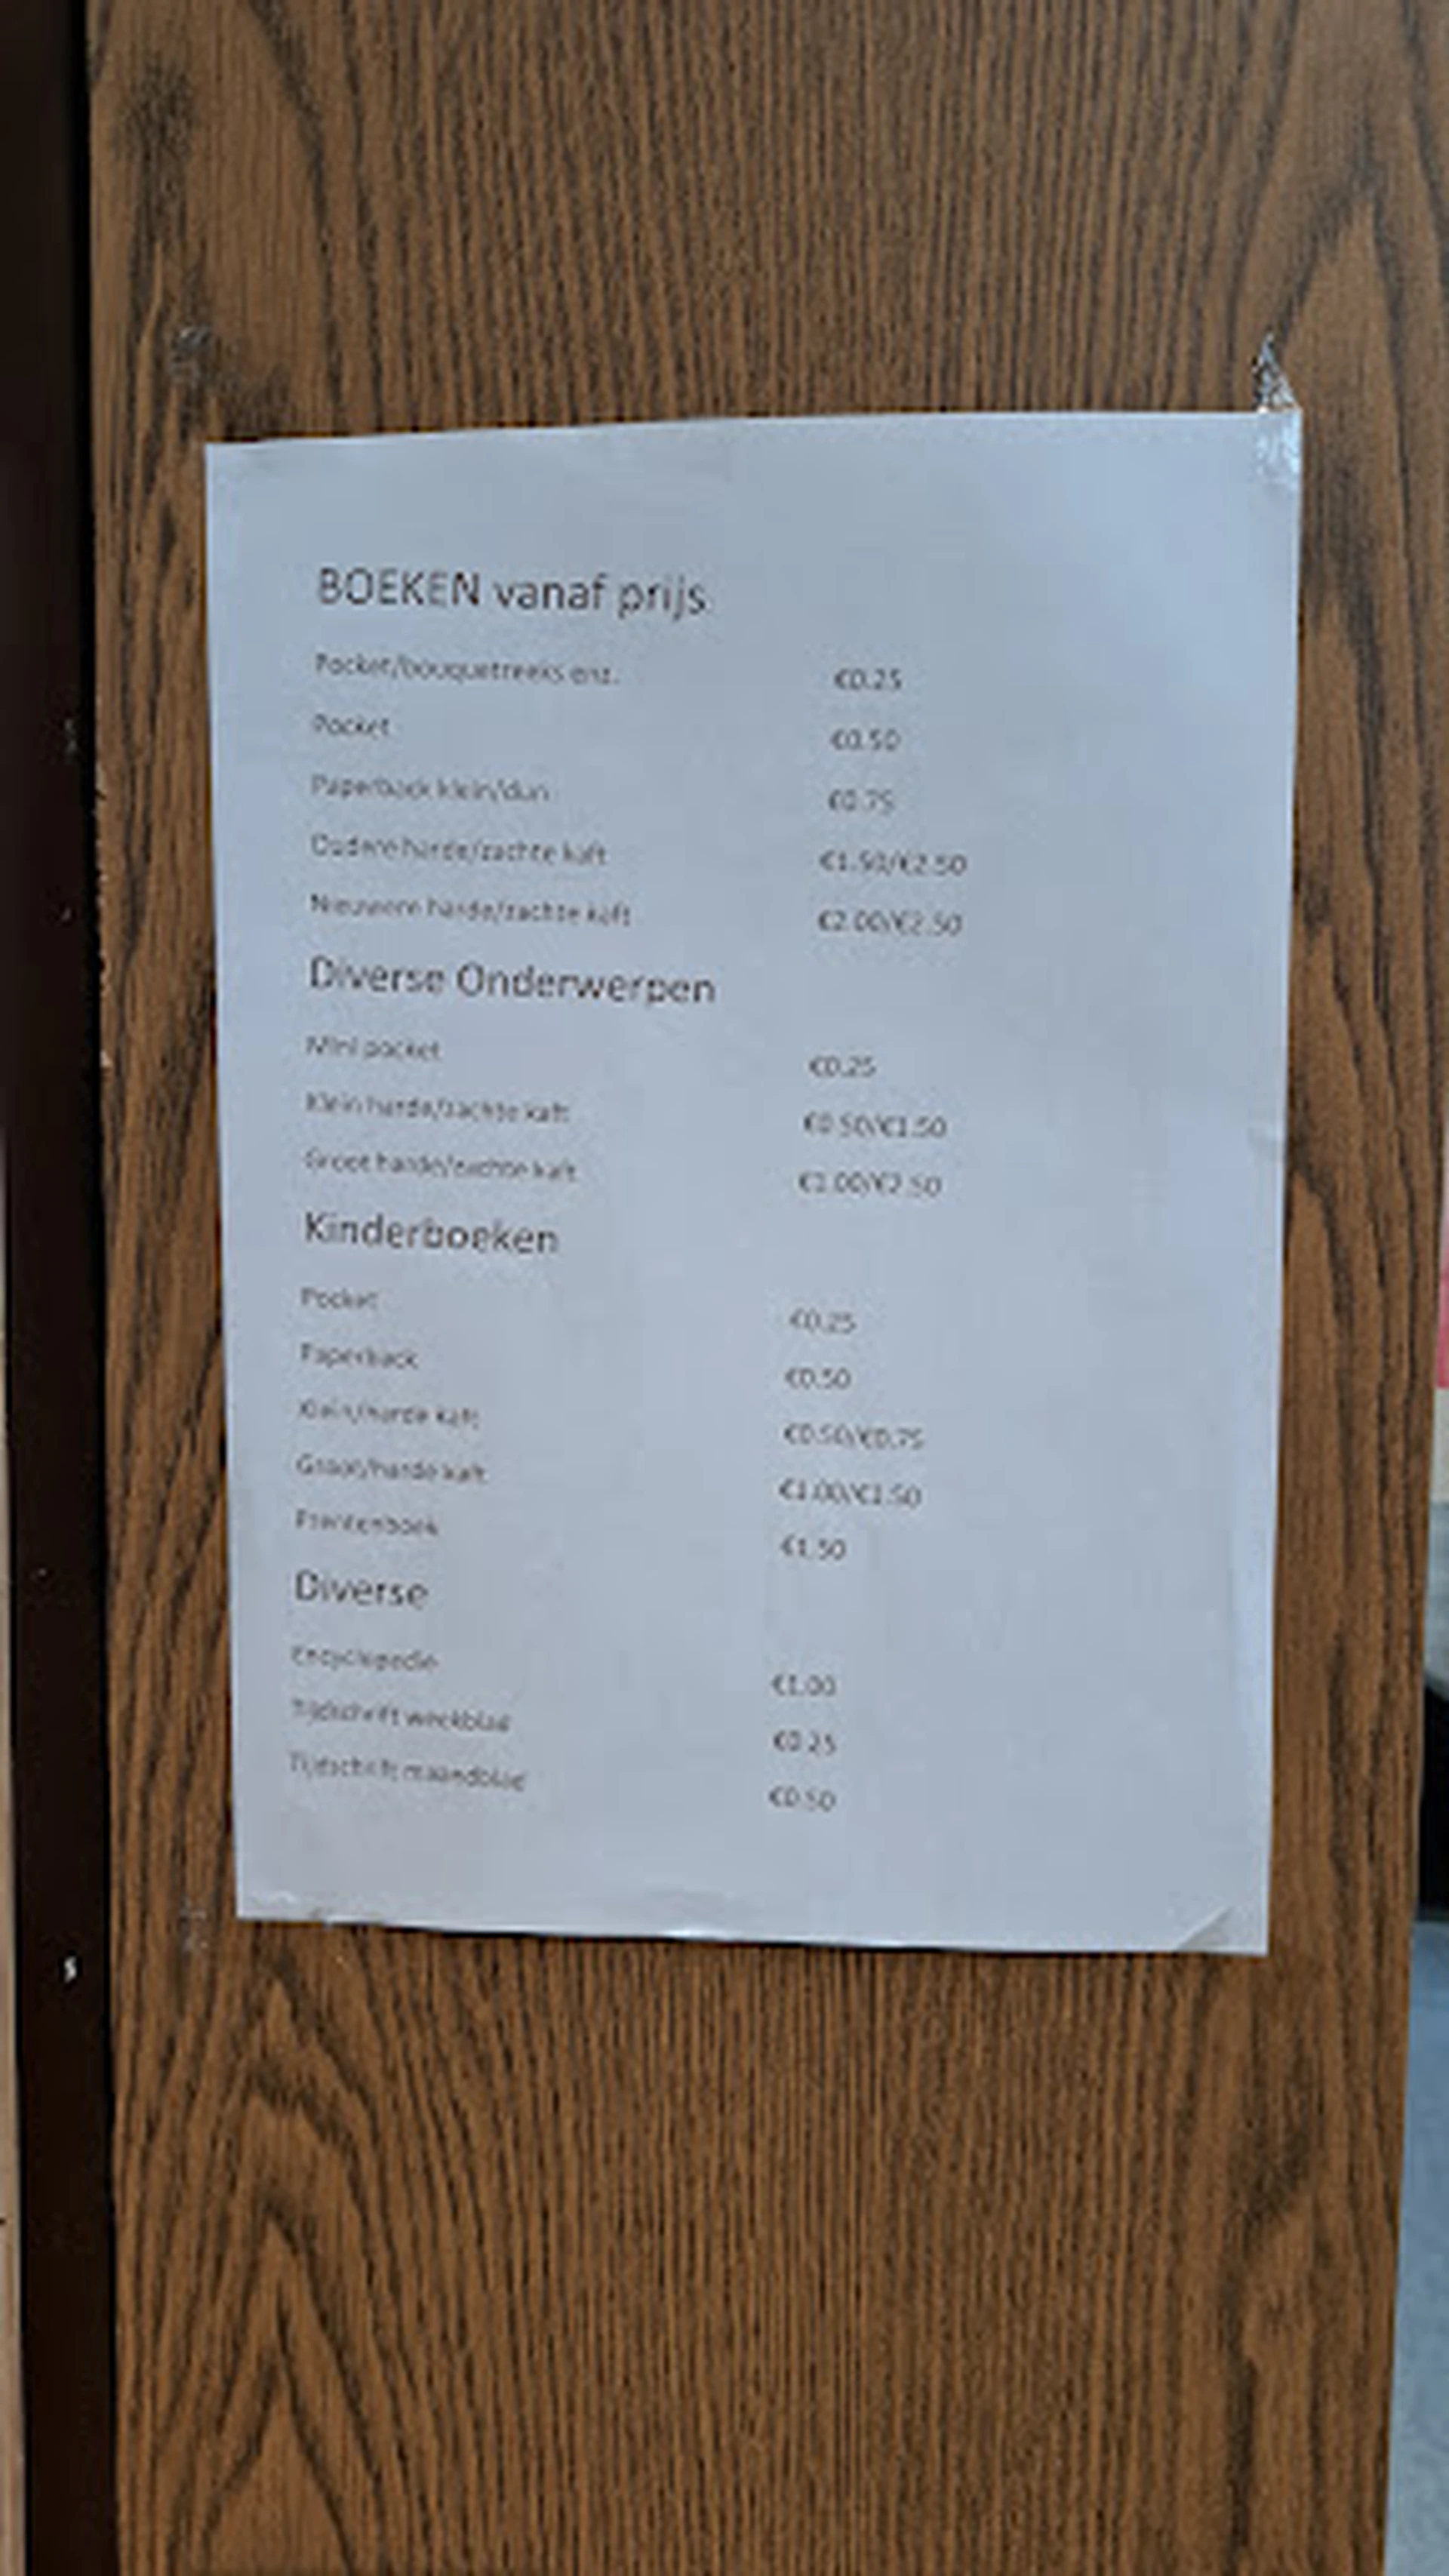 BOEKEN vanaf prijs
Pocket/bouquetreeks enz. €0.25
Pocket €0.50
Paperback klein/dun €0.75
Oudere harde/zachte kaft €1.50/€2.50
Nieuwere harde/zachte kaft €2.00/€2.50
Diverse Onderwerpen
Mini pocket €0.25
Klein harde/zachte kaft €0.50/€1.50
Groot harde/zachte kaft €1.00/€2.50
Kinderboeken
Pocket €0.25
Paperback €0.50
Klein/harde kaft €0.50/€0.75
Groot/harde kaft €1.00/€1.50
Prentenboek €1.50
Diverse
Encyclopedie €1.00
Tijdschrift weekblad €0.25
Tijdschrift maandblad €0.50